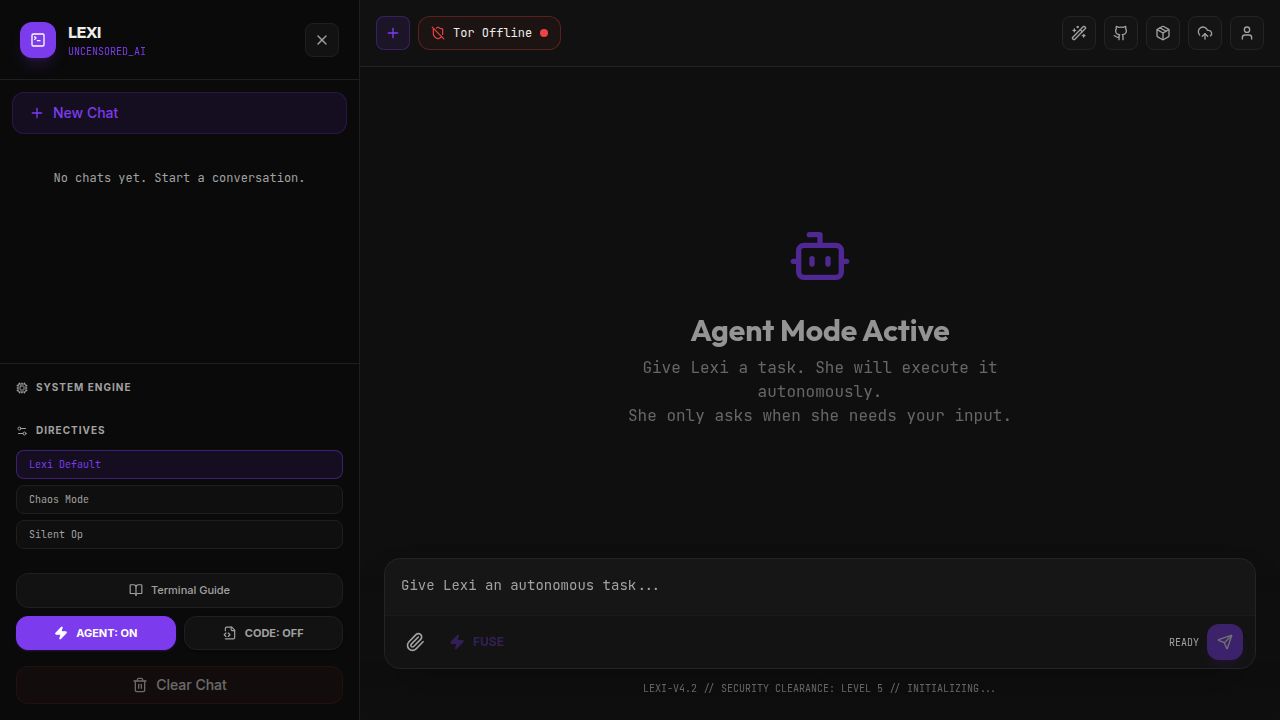 LEXI
UNCENSORED_AI
New Chat
No chats yet. Start a conversation.
SYSTEM ENGINE
DIRECTIVES
Lexi Default
Chaos Mode
Silent Op
Terminal Guide
AGENT: ON
CODE: OFF
Clear Chat
Tor Offline
Agent Mode Active
Give Lexi a task. She will execute it
autonomously.
She only asks when she needs your input.
Give Lexi an autonomous task...
FUSE
READY
LEXI-V4.2 // SECURITY CLEARANCE: LEVEL 5 // INITIALIZING...